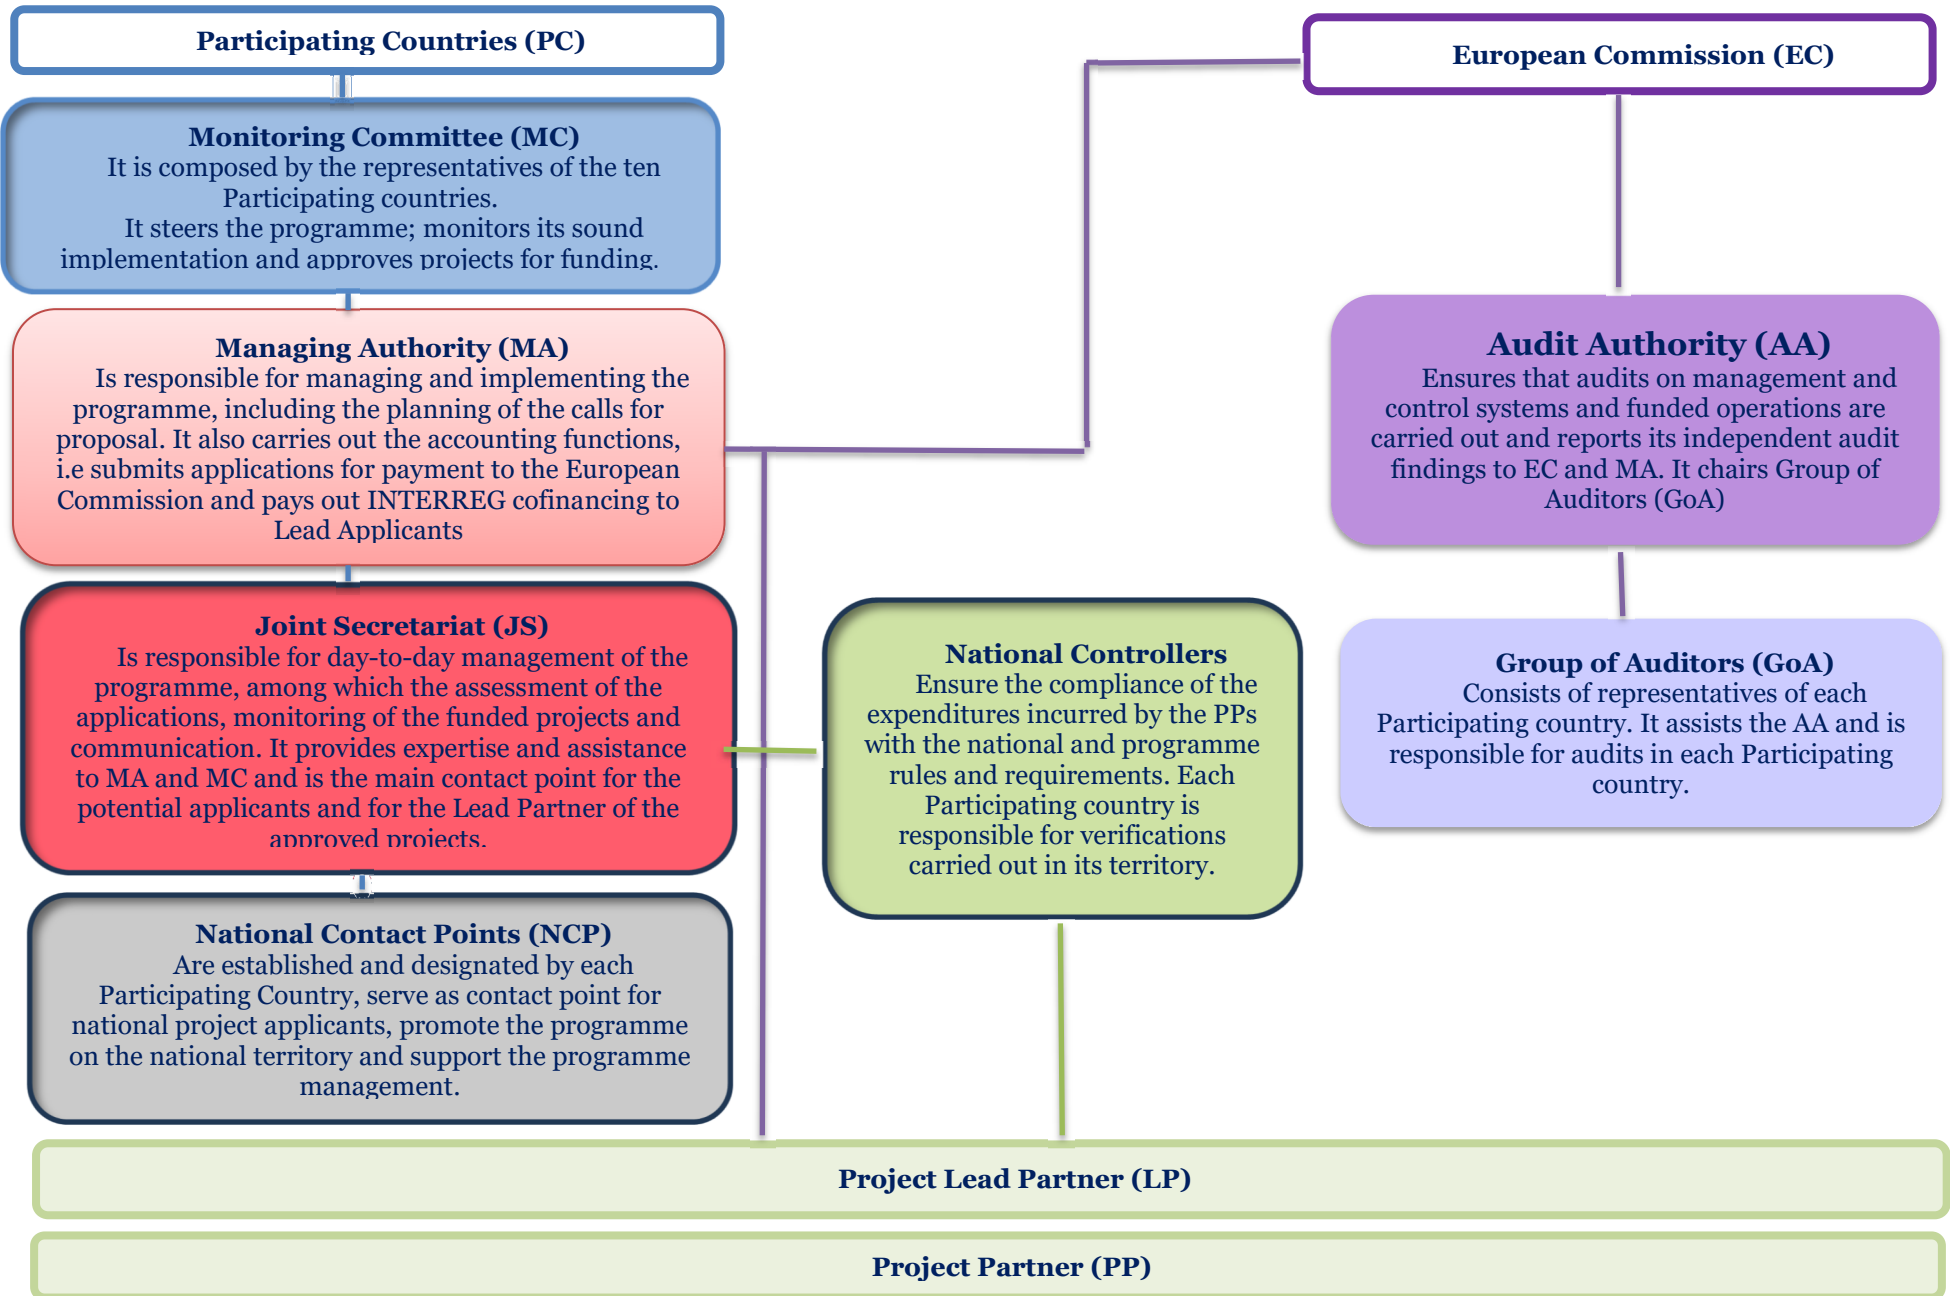 Participating Countries (PC)
European Commission (EC)
Monitoring Committee (MC)
It is composed by the representatives of the ten
Participating countries.
It steers the programme; monitors its sound
implementation and approves projects for funding.
Managing Authority (MA)
Is responsible for managing and implementing the
programme, including the planning of the calls for
proposal. It also carries out the accounting functions,
i.e submits applications for payment to the European
Commission and pays out INTERREG cofinancing to
Lead Applicants
Audit Authority (AA)
Ensures that audits on management and
control systems and funded operations are
carried out and reports its independent audit
findings to EC and MA. It chairs Group of
Auditors (GoA)
Joint Secretariat (JS)
Is responsible for day-to-day management of the
programme, among which the assessment of the
applications, monitoring of the funded projects and
communication. It provides expertise and assistance
to MA and MC and is the main contact point for the
potential applicants and for the Lead Partner of the
approved projects.
National Controllers
Ensure the compliance of the
expenditures incurred by the PPs
with the national and programme
rules and requirements. Each
Participating country is
responsible for verifications
carried out in its territory.
Group of Auditors (GoA)
Consists of representatives of each
Participating country. It assists the AA and is
responsible for audits in each Participating
country.
National Contact Points (NCP)
Are established and designated by each
Participating Country, serve as contact point for
national project applicants, promote the programme
on the national territory and support the programme
management.
Project Lead Partner (LP)
Project Partner (PP)